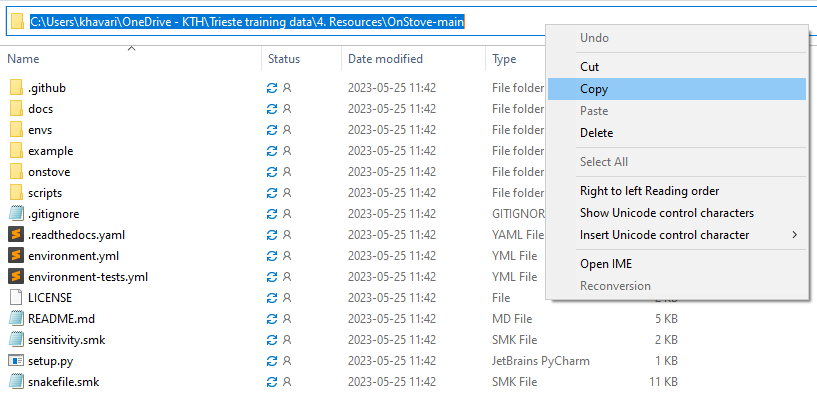 C:\Users\khavari\OneDrive - KTH\Trieste training data\4. Resources\OnStove-main
Undo
Cut
Copy
Paste
Delete
Select All
Right to left Reading order
Show Unicode control characters
Insert Unicode control character
Open IME
Reconversion
Name Status Date modified Type
.github 2023-05-25 11:42 File folder
docs 2023-05-25 11:42 File folder
envs 2023-05-25 11:42 File folder
example 2023-05-25 11:42 File folder
onstove 2023-05-25 11:42 File folder
scripts 2023-05-25 11:42 File folder
.gitignore 2023-05-25 11:42 GITIGNOR
.readthedocs.yaml 2023-05-25 11:42 YAML File
environment.yml 2023-05-25 11:42 YML File
environment-tests.yml 2023-05-25 11:42 YML File
LICENSE 2023-05-25 11:42 File 2 KB
README.md 2023-05-25 11:42 MD File 5 KB
sensitivity.smk 2023-05-25 11:42 SMK File 2 KB
setup.py 2023-05-25 11:42 JetBrains PyCharm 1 KB
snakefile.smk 2023-05-25 11:42 SMK File 11 KB